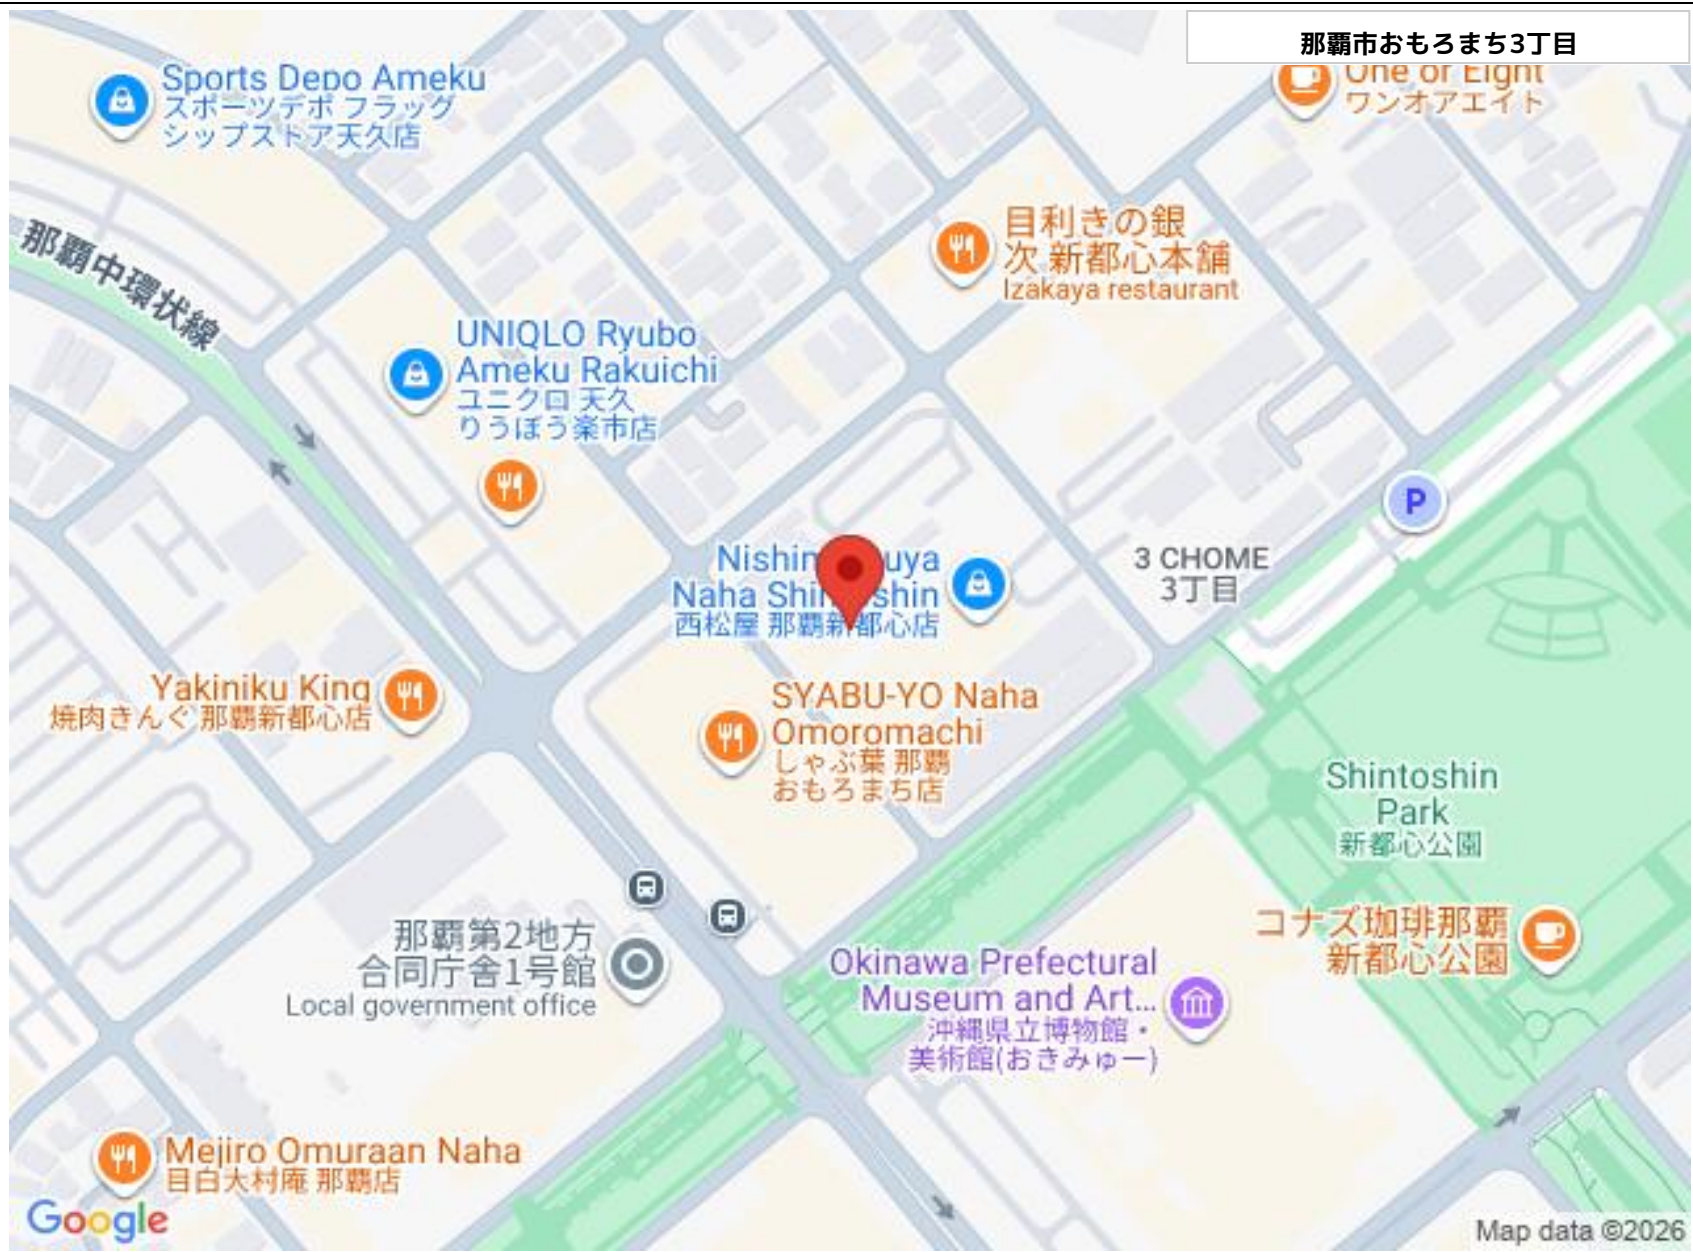 那覇市おもろまち3丁目
Sports Depo Ameku
スポーツデポ フラッグ
シップストア天久店
One or Eight
ワンオアエイト
目利きの銀
次 新都心本舗
Izakaya restaurant
那覇中環状線
UNIQLO Ryubo
Ameku Rakuichi
ユニクロ 天久
りうぼう楽市店
P
Naha
西松屋 那覇新都心店
3 CHOME
3丁目
Yakiniku King
焼肉きんぐ 那覇新都心店
SYABU-YO Naha
Omoromachi
しゃぶ葉 那覇
おもろまち店
Shintoshin
Park
新都心公園
那覇第2地方
合同庁舎1号館
Local government office
コナズ珈琲那覇
新都心公園
Okinawa Prefectural
Museum and Art...
沖縄県立博物館・
美術館(おきみゅー)
Mejiro Omuraan Naha
目白大村庵 那覇店
Google
Map data ©2026